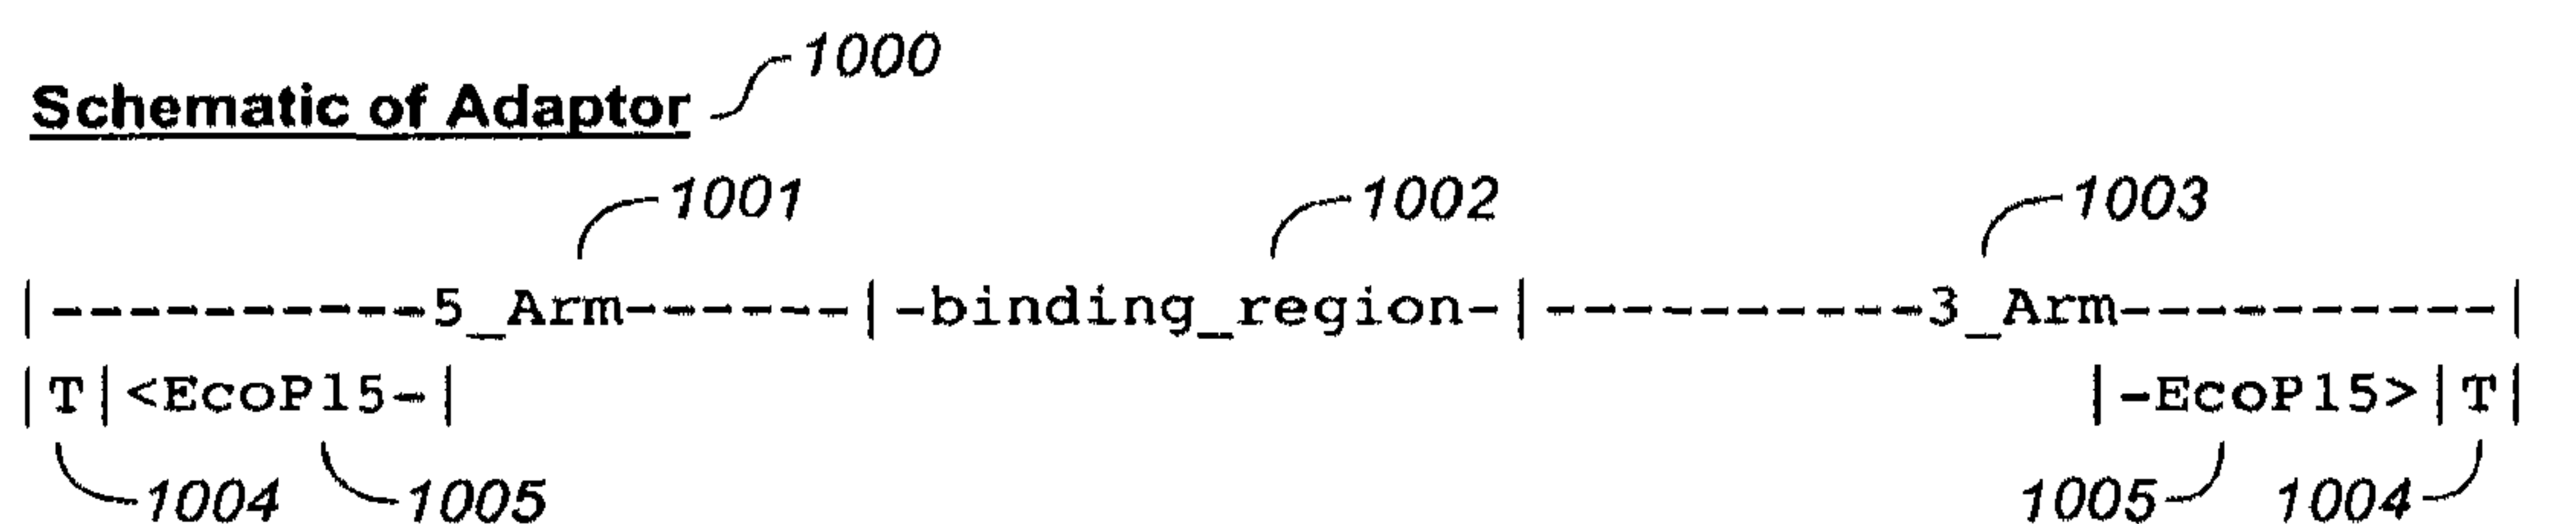 1000
Schematic of Adaptor
1001 1002 1003
|----------5_Arm------|-binding_region-|----------3_Arm----------|
|T|<EcoP15-| |-EcoP15>|T|
1004 1005 1005 1004